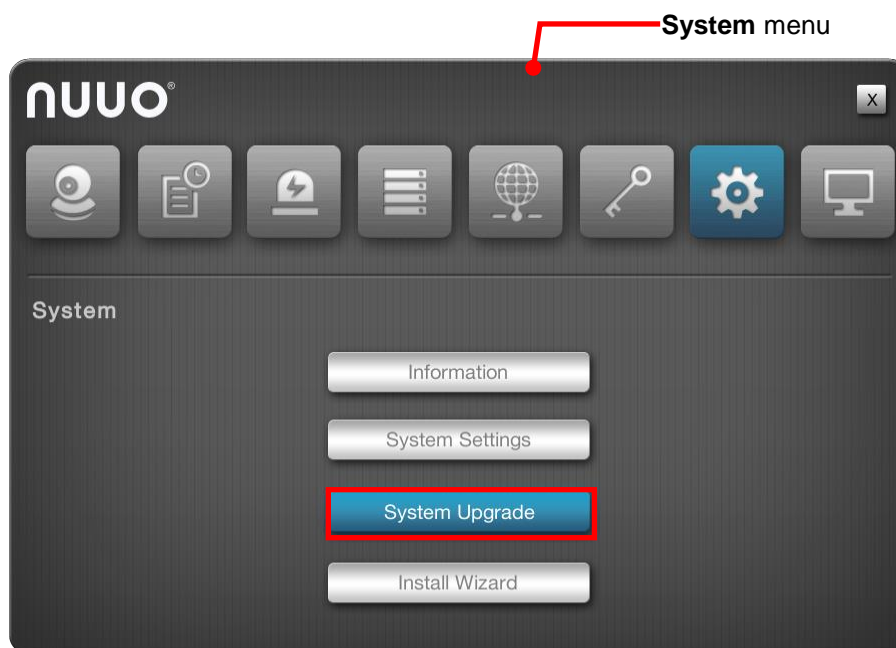 System menu
nuuo®
X
System
Information
System Settings
System Upgrade
Install Wizard